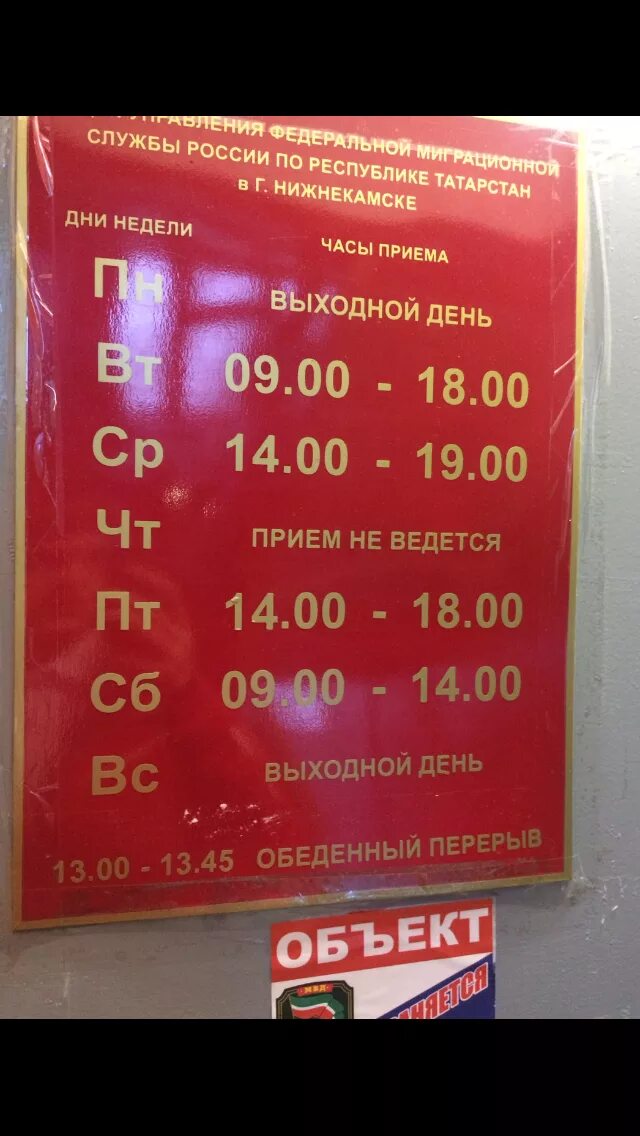 УПРАВЛЕНИЯ ФЕДЕРАЛЬНОЙ МИГРАЦИОННОЙ
СЛУЖБЫ РОССИИ ПО РЕСПУБЛИКЕ ТАТАРСТАН
в Г. НИЖНЕКАМСКЕ
ДНИ НЕДЕЛИ ЧАСЫ ПРИЕМА
Пн ВЫХОДНОЙ ДЕНЬ
Вт 09.00 - 18.00
Ср 14.00 - 19.00
Чт ПРИЕМ НЕ ВЕДЕТСЯ
Пт 14.00 - 18.00
Сб 09.00 - 14.00
Вс ВЫХОДНОЙ ДЕНЬ
13.00 - 13.45 ОБЕДЕННЫЙ ПЕРЕРЫВ
ОБЪЕКТ
МВД